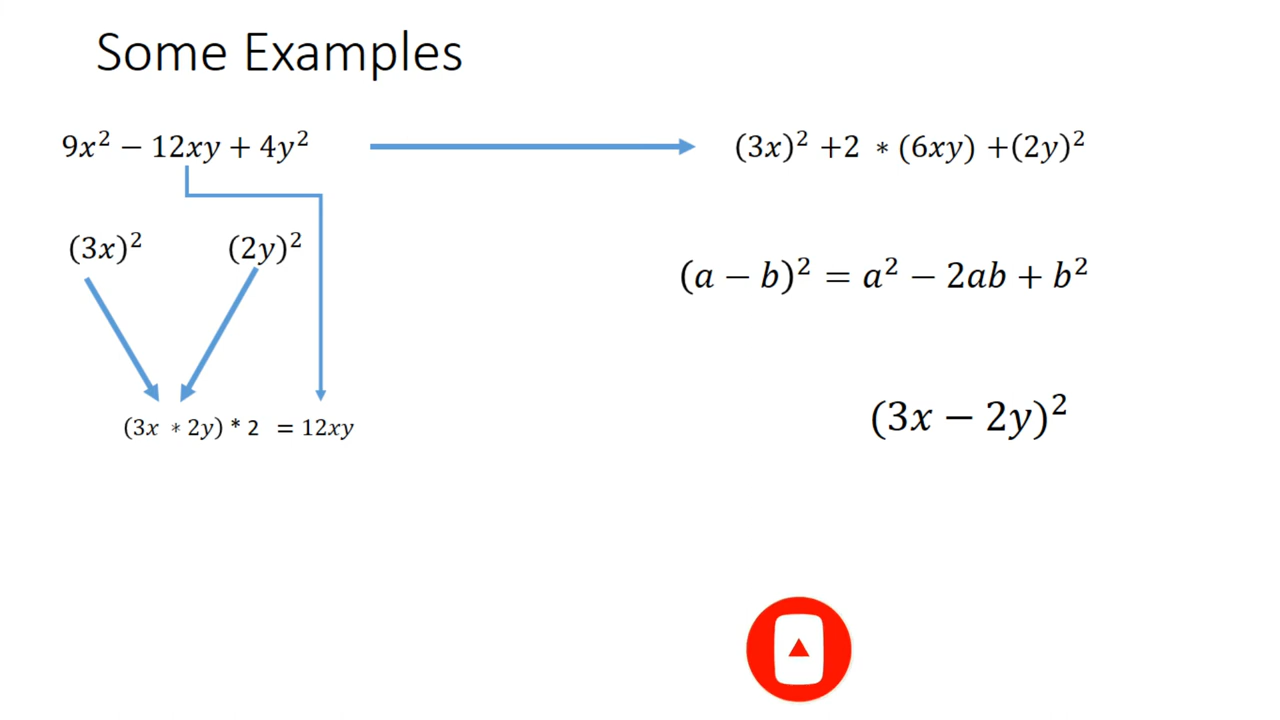 Some Examples
9x² − 12xy + 4y²
(3x)² +2 ∗ (6xy) +(2y)²
(3x)² (2y)²
(a − b)² = a² − 2ab + b²
(3x ∗ 2y) * 2 = 12xy
(3x − 2y)²